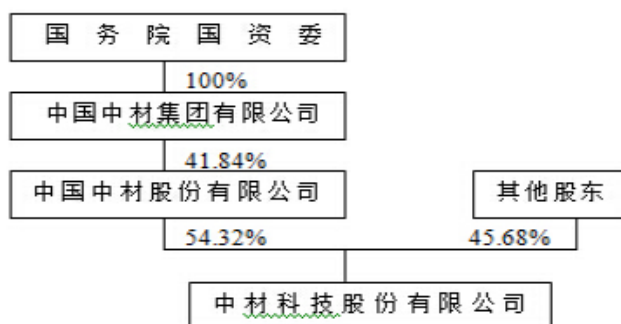 国务院国资委
100%
中国中材集团有限公司
41.84%
中国中材股份有限公司
其他股东
54.32%
45.68%
中材科技股份有限公司